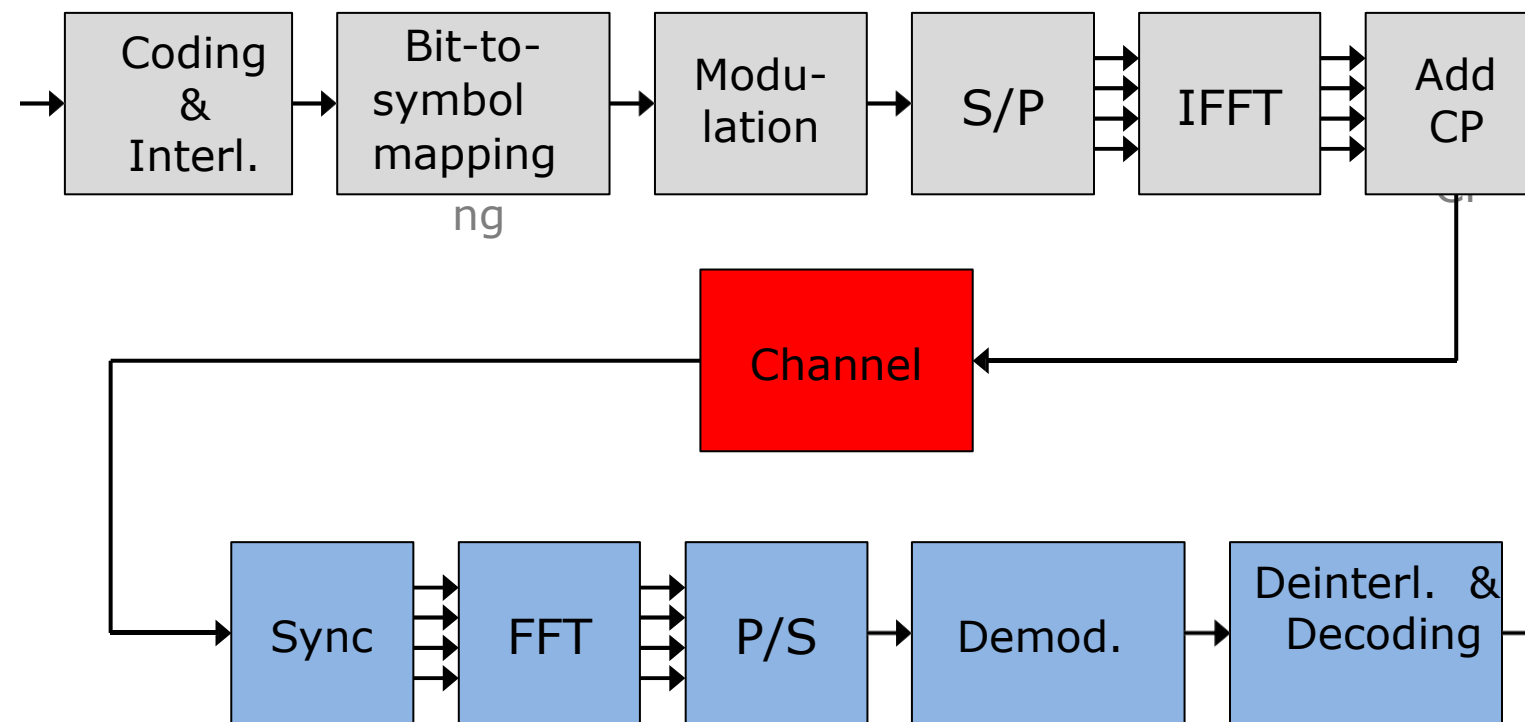 Coding
&
Interl.
Bit-to-
symbol
mapping
ng
Modu-
lation
S/P
IFFT
Add
CP
Channel
Sync
FFT
P/S
Demod.
Deinterl. &
Decoding